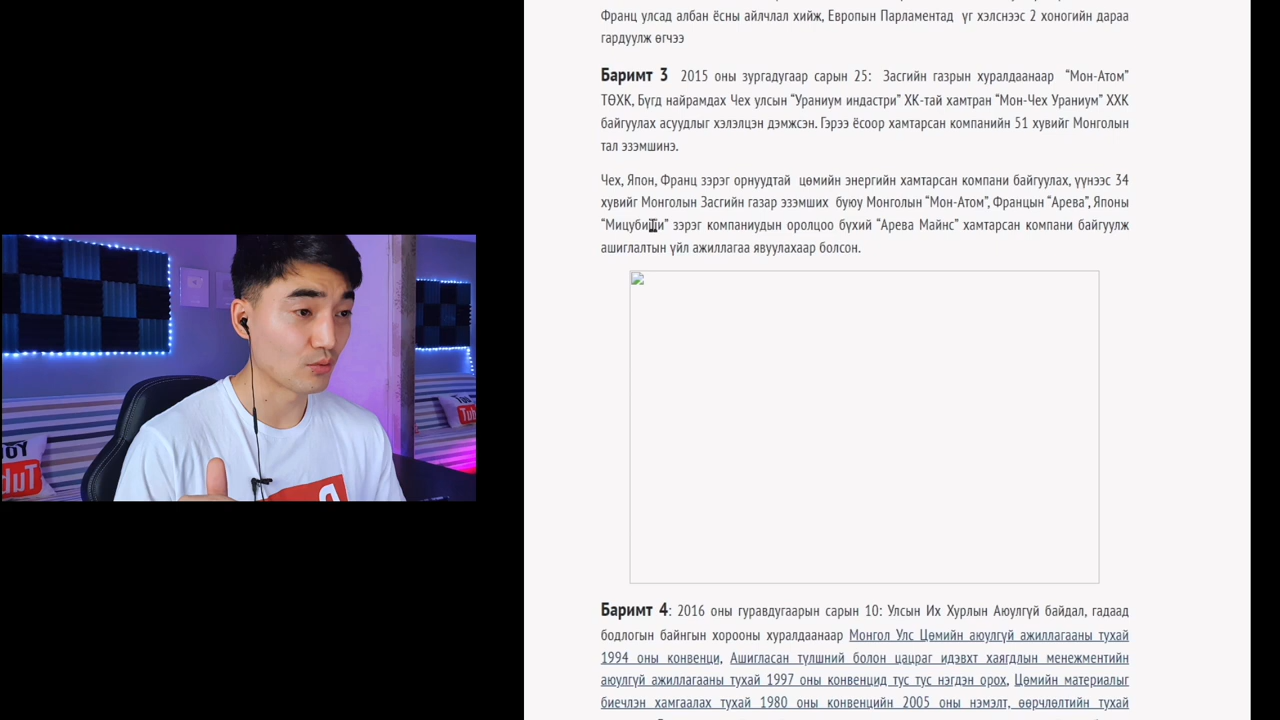 Франц улсад албан ёсны айлчлал хийж, Европын Парламентад үг хэлснээс 2 хоногийн дараа
гардуулж өгчээ
Баримт 3 2015 оны зургадугаар сарын 25: Засгийн газрын хуралдаанаар “Мон-Атом”
ТӨХК, Бүгд найрамдах Чех улсын “Ураниум индастри” ХК-тай хамтран “Мон-Чех Ураниум” ХХК
байгуулах асуудлыг хэлэлцэн дэмжсэн. Гэрээ ёсоор хамтарсан компанийн 51 хувийг Монголын
тал эзэмшинэ.
Чех, Япон, Франц зэрэг орнуудтай цөмийн энергийн хамтарсан компани байгуулах, үүнээс 34
хувийг Монголын Засгийн газар эзэмших буюу Монголын “Мон-Атом”, Францын “Арева”, Японы
“Мицубиши” зэрэг компаниудын оролцоо бүхий “Арева Майнс” хамтарсан компани байгуулж
ашиглалтын үйл ажиллагаа явуулахаар болсон.
Баримт 4: 2016 оны гуравдугаарын сарын 10: Улсын Их Хурлын Аюулгүй байдал, гадаад
бодлогын байнгын хорооны хуралдаанаар Монгол Улс Цөмийн аюулгүй ажиллагааны тухай
1994 оны конвенци, Ашигласан түлшний болон цацраг идэвхт хаягдлын менежментийн
аюулгүй ажиллагааны тухай 1997 оны конвенцид тус тус нэгдэн орох, Цөмийн материалыг
биечлэн хамгаалах тухай 1980 оны конвенцийн 2005 оны нэмэлт, өөрчлөлтийн тухай